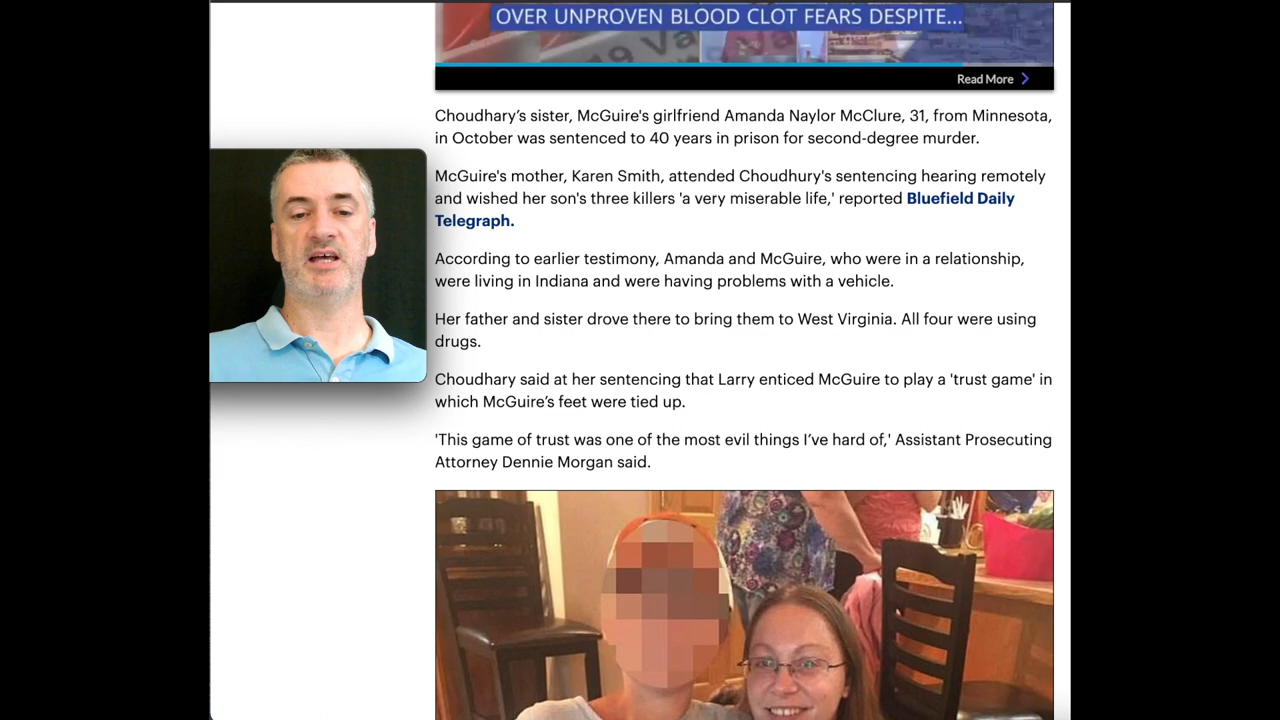 OVER UNPROVEN BLOOD CLOT FEARS DESPITE...
Read More
Choudhary’s sister, McGuire's girlfriend Amanda Naylor McClure, 31, from Minnesota,
in October was sentenced to 40 years in prison for second-degree murder.
McGuire's mother, Karen Smith, attended Choudhury's sentencing hearing remotely
and wished her son's three killers 'a very miserable life,' reported Bluefield Daily
Telegraph.
According to earlier testimony, Amanda and McGuire, who were in a relationship,
were living in Indiana and were having problems with a vehicle.
Her father and sister drove there to bring them to West Virginia. All four were using
drugs.
Choudhary said at her sentencing that Larry enticed McGuire to play a 'trust game' in
which McGuire’s feet were tied up.
'This game of trust was one of the most evil things I’ve hard of,' Assistant Prosecuting
Attorney Dennie Morgan said.